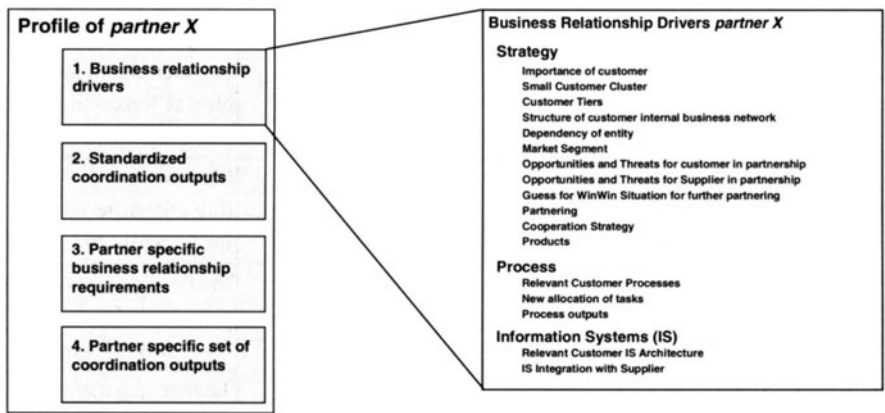 Profile of partner X
1. Business relationship
drivers
2. Standardized
coordination outputs
3. Partner specific
business relationship
requirements
4. Partner specific set of
coordination outputs
Business Relationship Drivers partner X
Strategy
Importance of customer
Small Customer Cluster
Customer Tiers
Structure of customer internal business network
Dependency of entity
Market Segment
Opportunities and Threats for customer in partnership
Opportunities and Threats for Supplier in partnership
Guess for WinWin Situation for further partnering
Partnering
Cooperation Strategy
Products
Process
Relevant Customer Processes
New allocation of tasks
Process outputs
Information Systems (IS)
Relevant Customer IS Architecture
IS Integration with Supplier